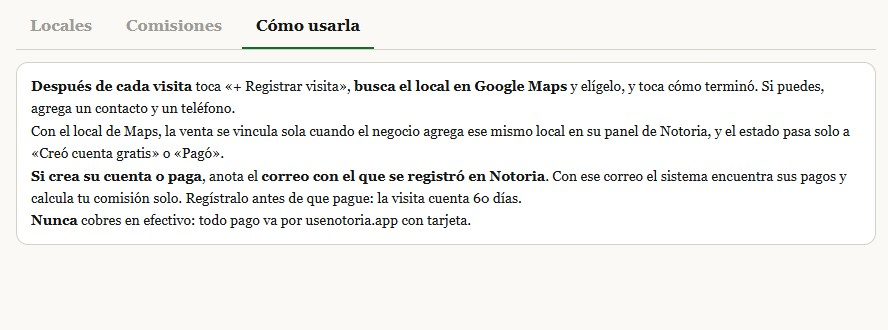 Locales Comisiones Cómo usarla
Después de cada visita toca «+ Registrar visita», busca el local en Google Maps y elígelo, y toca cómo terminó. Si puedes,
agrega un contacto y un teléfono.
Con el local de Maps, la venta se vincula sola cuando el negocio agrega ese mismo local en su panel de Notoria, y el estado pasa solo a
«Creó cuenta gratis» o «Pagó».
Si crea su cuenta o paga, anota el correo con el que se registró en Notoria. Con ese correo el sistema encuentra sus pagos y
calcula tu comisión solo. Regístralo antes de que pague: la visita cuenta 60 días.
Nunca cobres en efectivo: todo pago va por usenotoria.app con tarjeta.